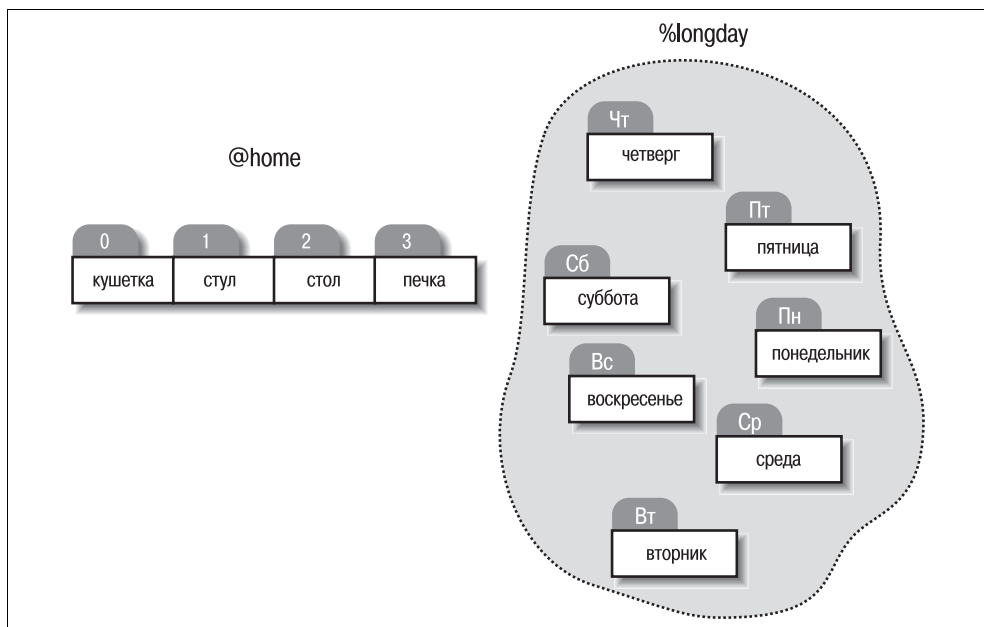 %longday
@home
0 1 2 3
кушетка стул стол печка
Чт
четверг
Пт
пятница
Сб
суббота
Пн
понедельник
Вс
воскресенье
Ср
среда
Вт
вторник